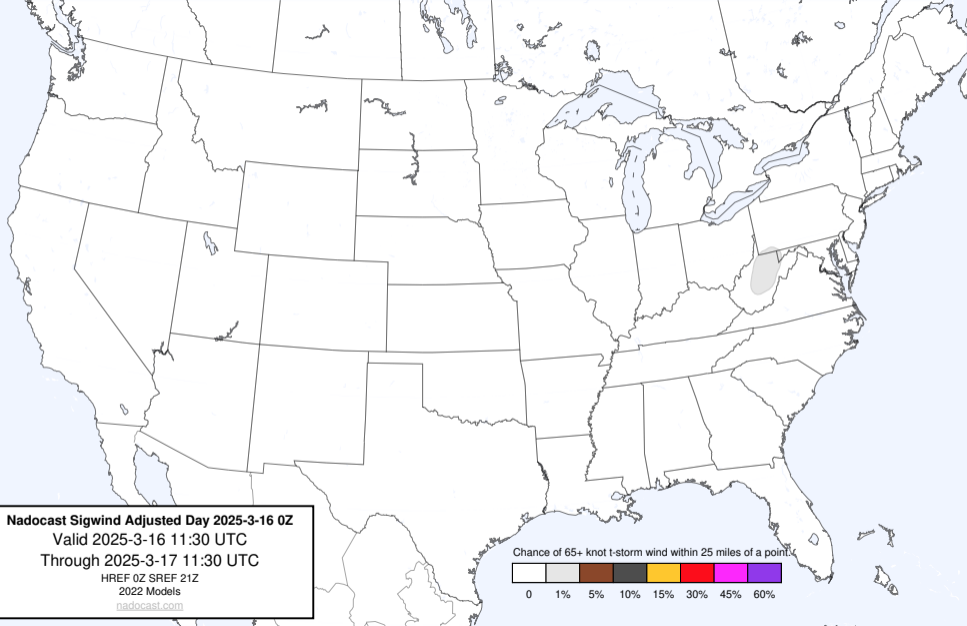 Nadocast Sigwind Adjusted Day 2025-3-16 0Z
Valid 2025-3-16 11:30 UTC
Through 2025-3-17 11:30 UTC
HREF 0Z SREF 21Z
2022 Models
nadocast.com
Chance of 65+ knot t-storm wind within 25 miles of a point.
0 1% 5% 10% 15% 30% 45% 60%